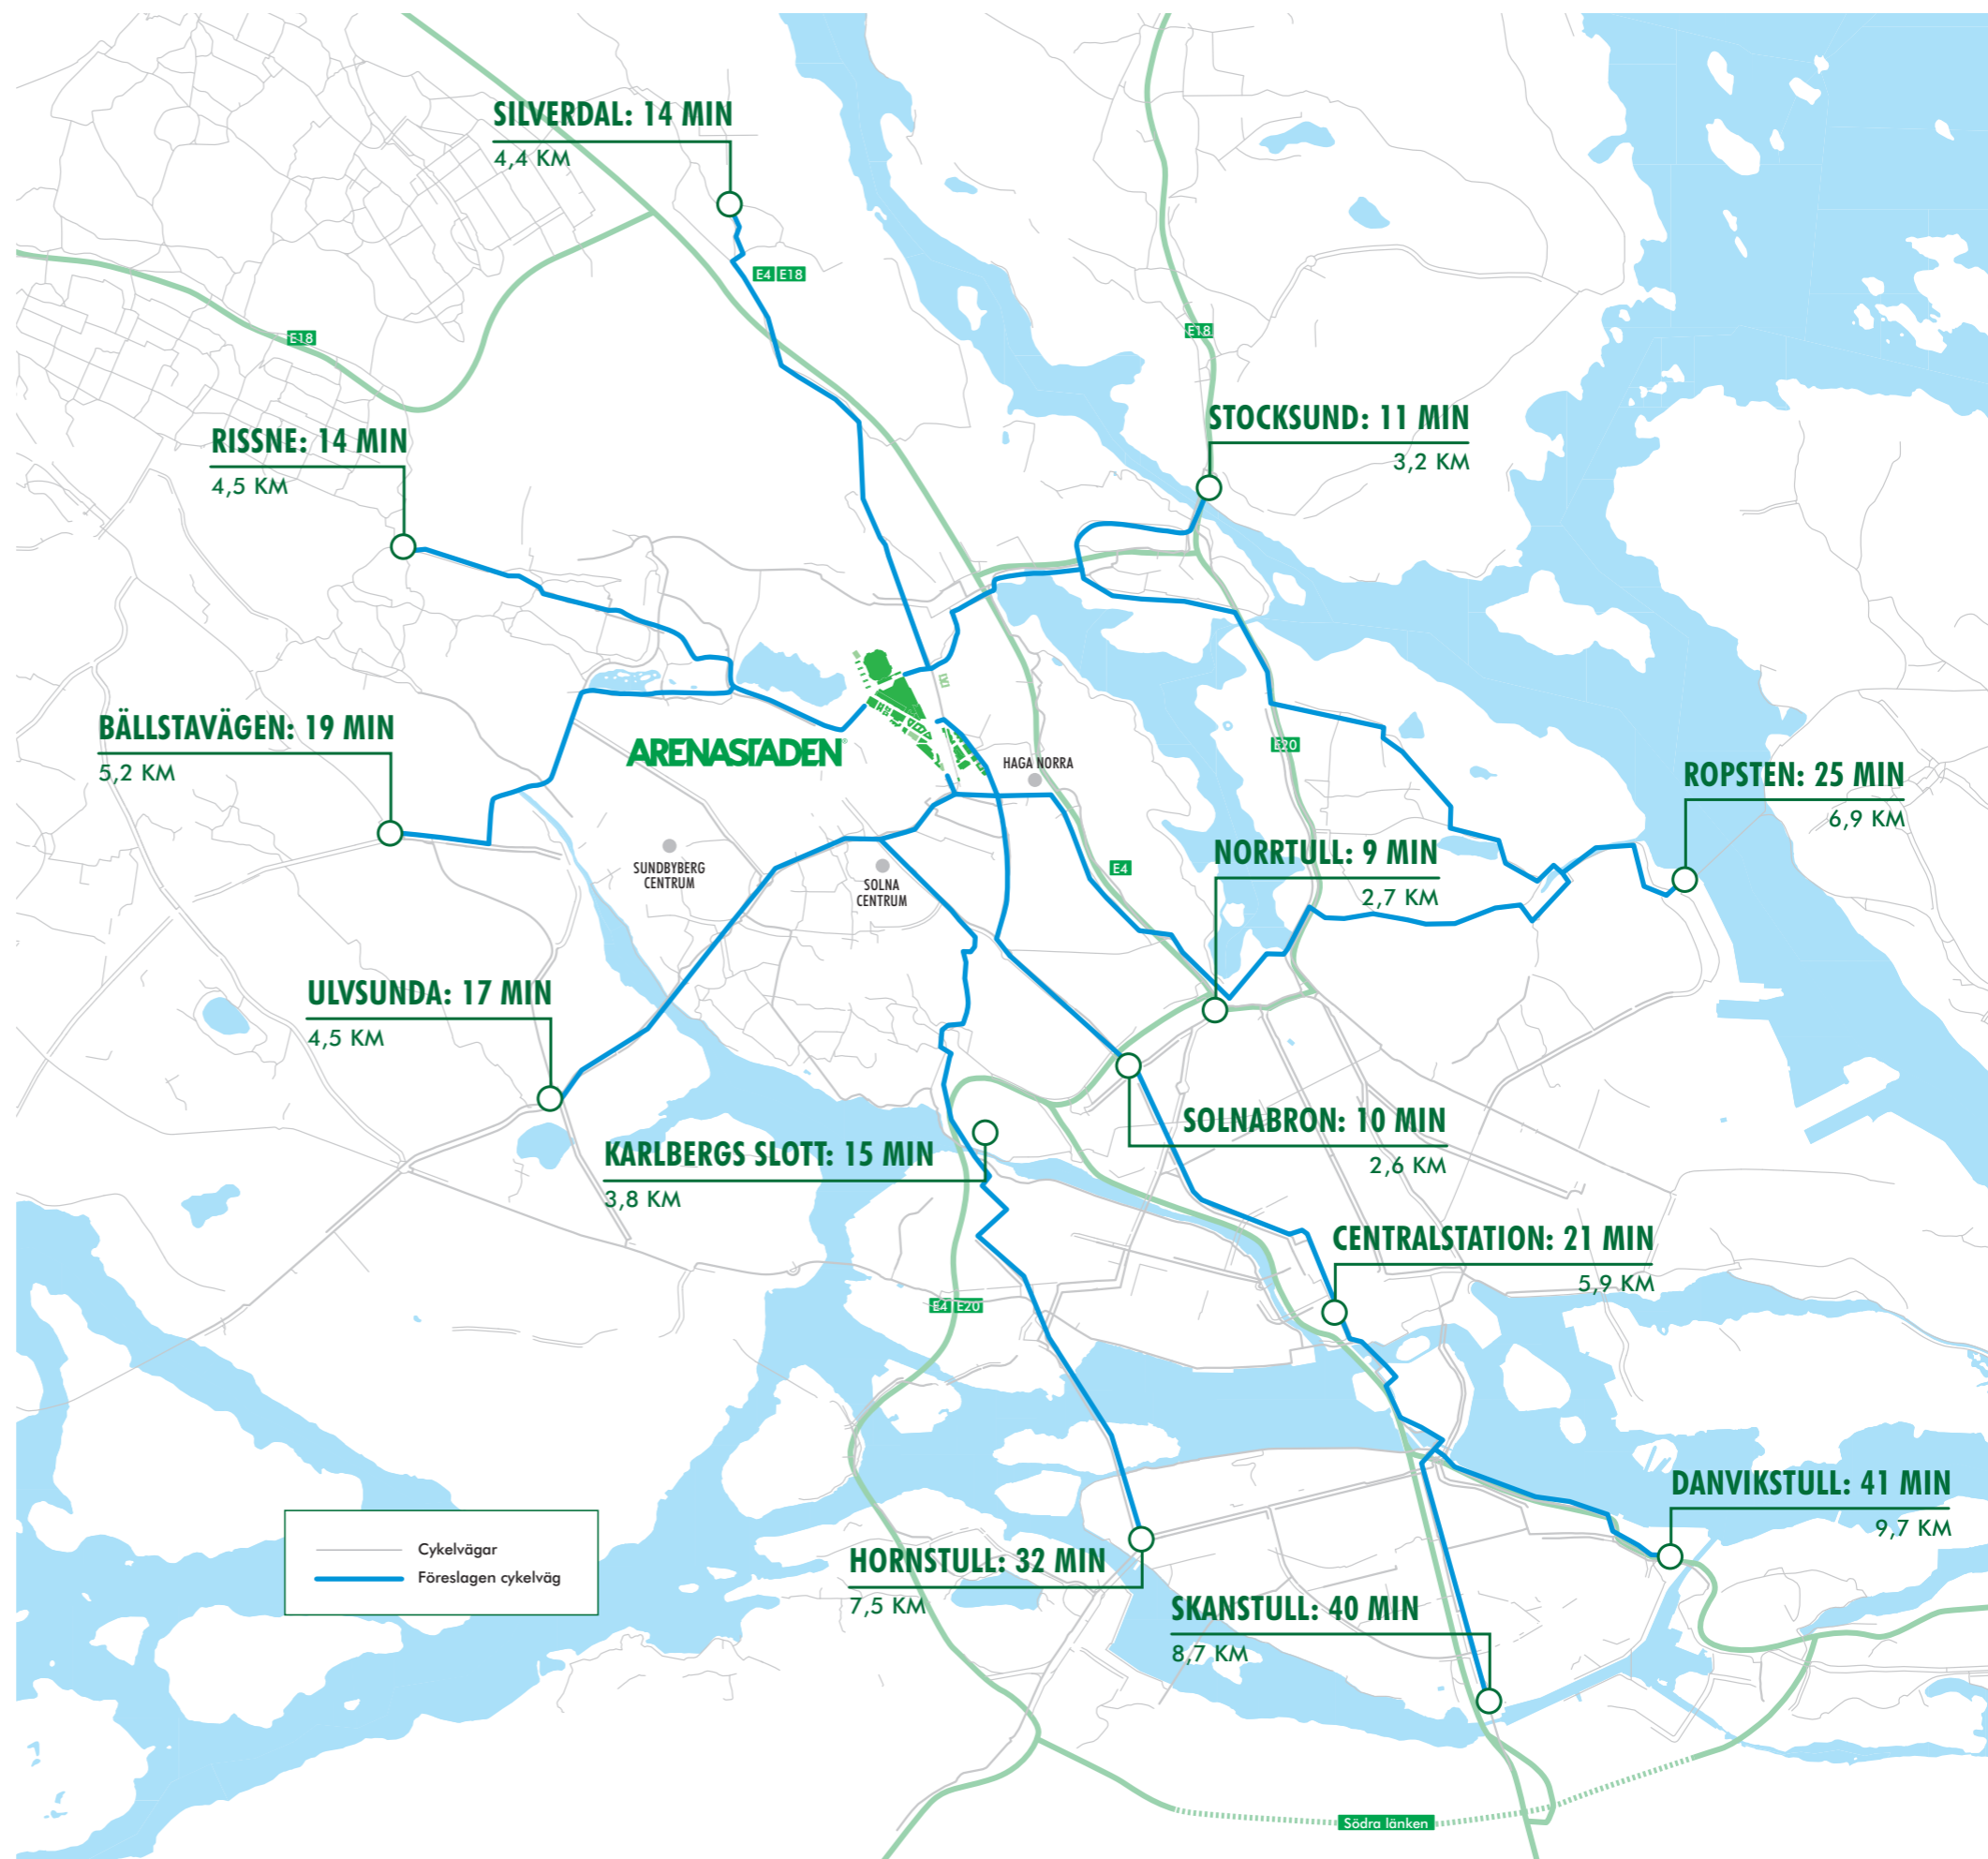 SILVERDAL: 14 MIN
4,4 KM
E4 E18
E18
E18
STOCKSUND: 11 MIN
3,2 KM
RISSNE: 14 MIN
4,5 KM
BÄLLSTAVÄGEN: 19 MIN
5,2 KM
ARENASTADEN
HAGA NORRA
E20
ROPSTEN: 25 MIN
6,9 KM
SUNDBYBERG
CENTRUM
SOLNA
CENTRUM
E4
NORRTULL: 9 MIN
2,7 KM
ULVSUNDA: 17 MIN
4,5 KM
KARLBERGS SLOTT: 15 MIN
3,8 KM
SOLNABRON: 10 MIN
2,6 KM
CENTRALSTATION: 21 MIN
5,9 KM
E4 E20
DANVIKSTULL: 41 MIN
9,7 KM
Cykelvägar
Föreslagen cykelväg
HORNSTULL: 32 MIN
7,5 KM
SKANSTULL: 40 MIN
8,7 KM
Södra länken